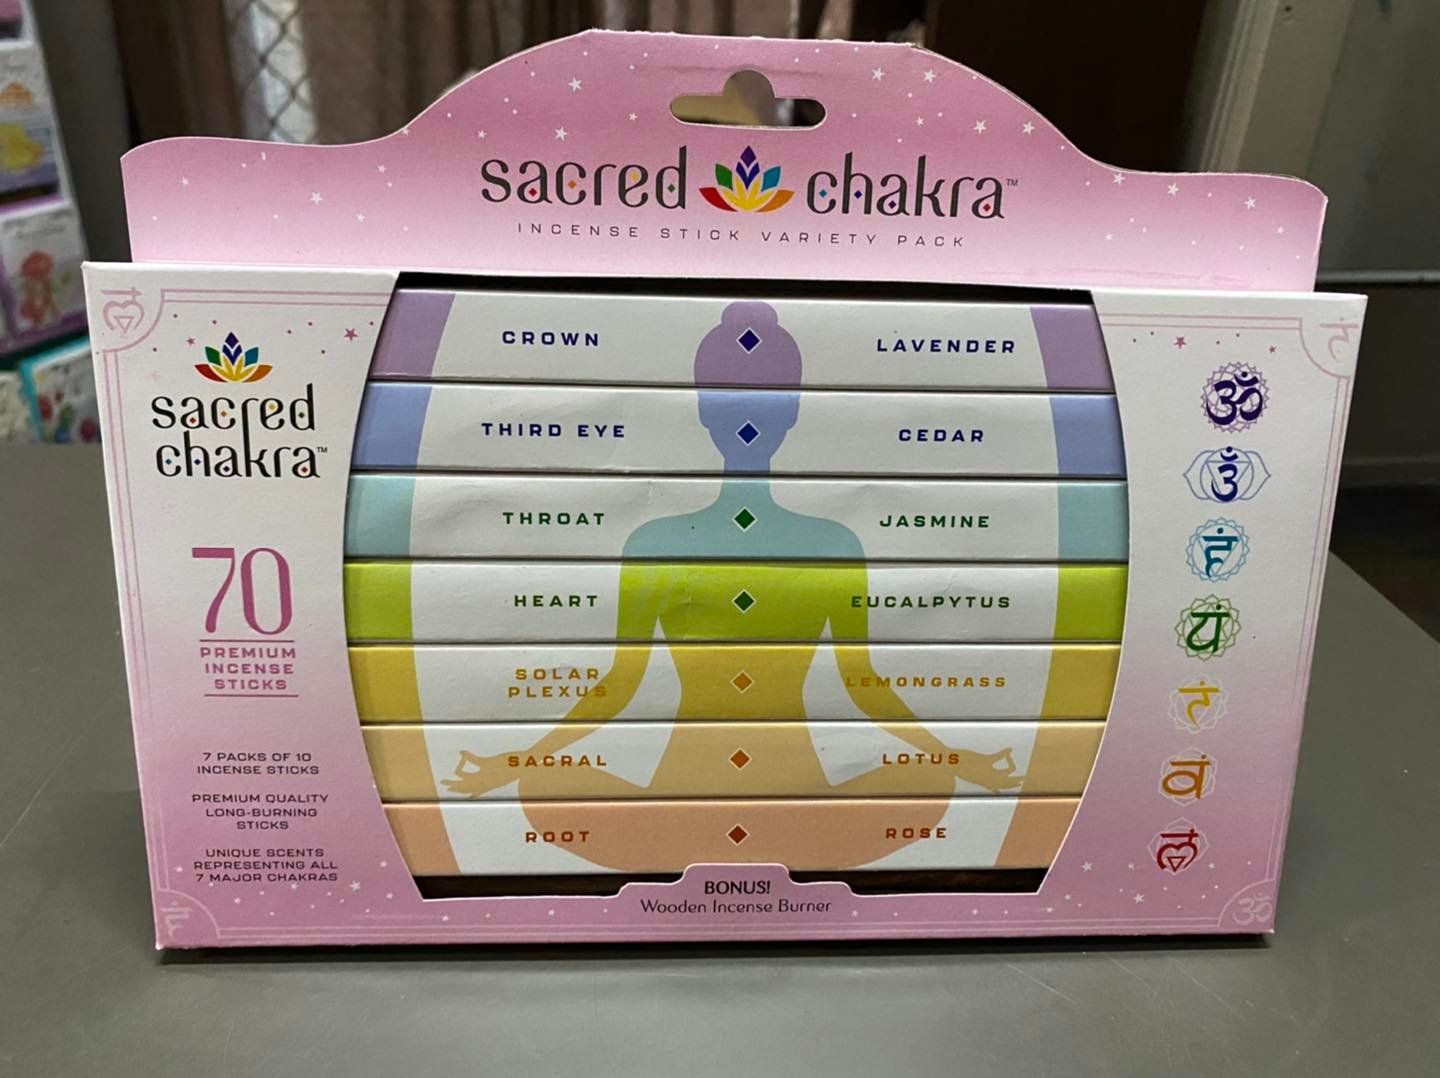 sacred chakra™
INCENSE STICK VARIETY PACK
sacred
chakra™
70
PREMIUM
INCENSE
STICKS
7 PACKS OF 10
INCENSE STICKS
PREMIUM QUALITY
LONG-BURNING
STICKS
UNIQUE SCENTS
REPRESENTING ALL
7 MAJOR CHAKRAS
CROWN LAVENDER
THIRD EYE CEDAR
THROAT JASMINE
HEART EUCALPYTUS
SOLAR
PLEXUS LEMONGRASS
SACRAL LOTUS
ROOT ROSE
BONUS!
Wooden Incense Burner
ॐ
ॐ
हं
यं
रं
वं
लं